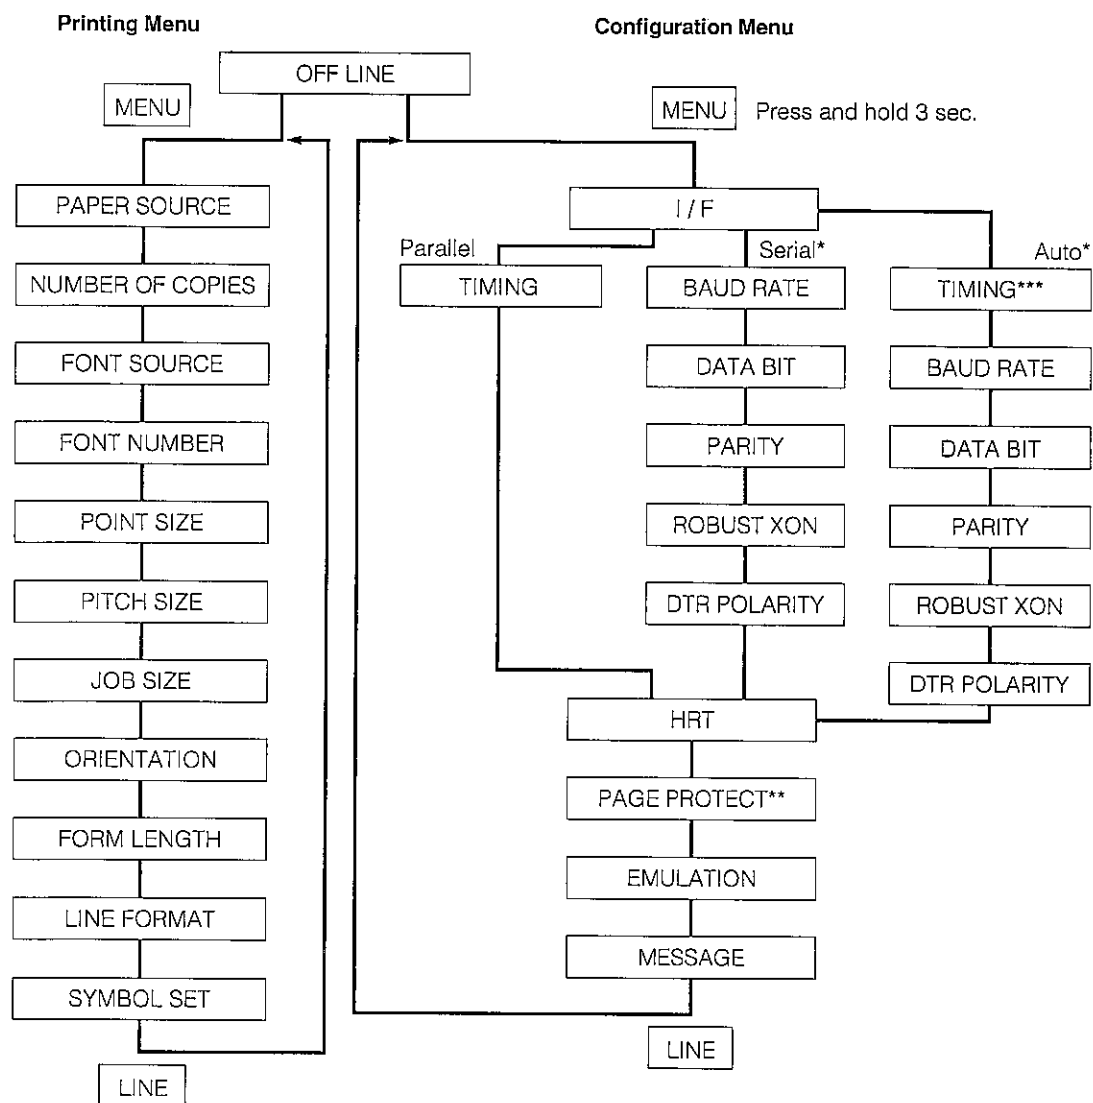 Printing Menu
Configuration Menu
OFF LINE
MENU
MENU Press and hold 3 sec.
PAPER SOURCE
NUMBER OF COPIES
FONT SOURCE
FONT NUMBER
POINT SIZE
PITCH SIZE
JOB SIZE
ORIENTATION
FORM LENGTH
LINE FORMAT
SYMBOL SET
LINE
I / F
Parallel
TIMING
Serial*
BAUD RATE
DATA BIT
PARITY
ROBUST XON
DTR POLARITY
Auto*
TIMING***
BAUD RATE
DATA BIT
PARITY
ROBUST XON
DTR POLARITY
HRT
PAGE PROTECT**
EMULATION
MESSAGE
LINE